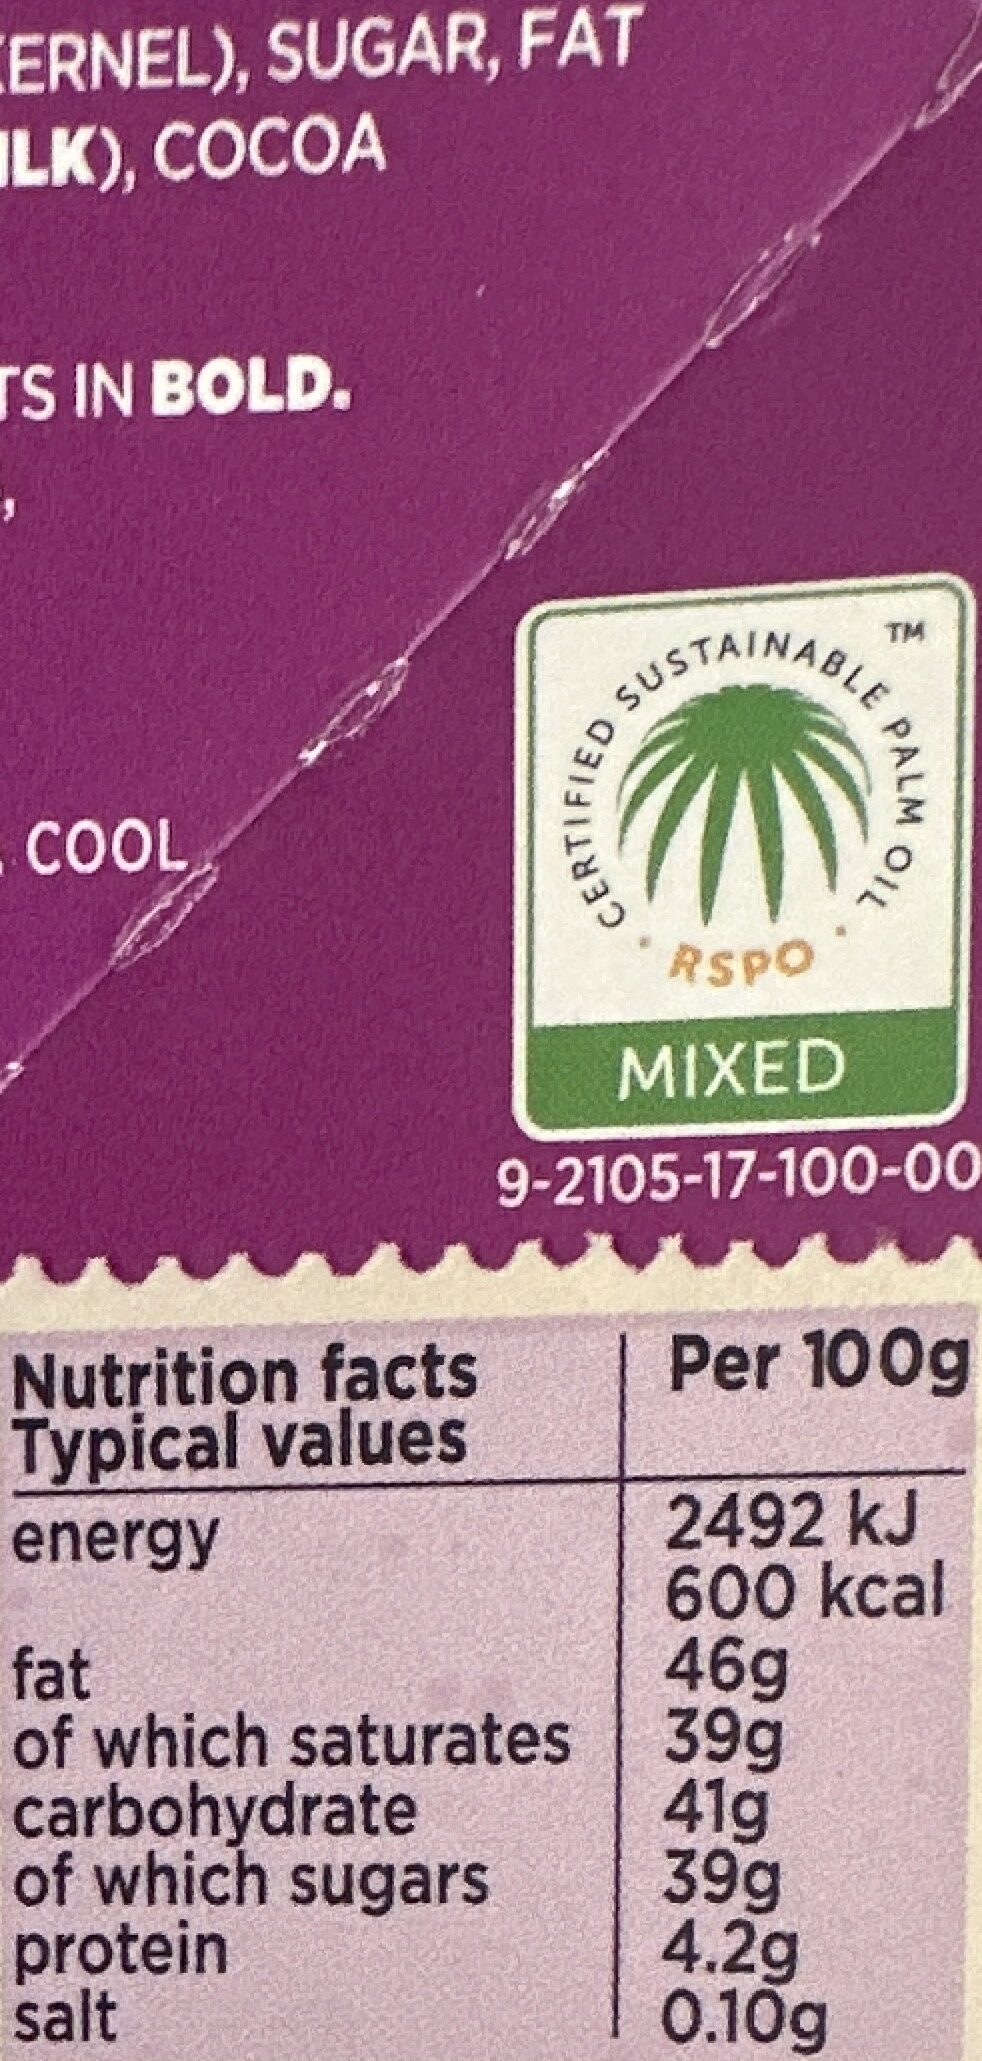 KERNEL), SUGAR, FAT
ILK), COCOA
TS IN BOLD.
,
. COOL
TM
CERTIFIED SUSTAINABLE PALM OIL
RSPO
MIXED
9-2105-17-100-00
Nutrition facts
Typical values
Per 100g
energy 2492 kJ
600 kcal
fat 46g
of which saturates 39g
carbohydrate 41g
of which sugars 39g
protein 4.2g
salt 0.10g